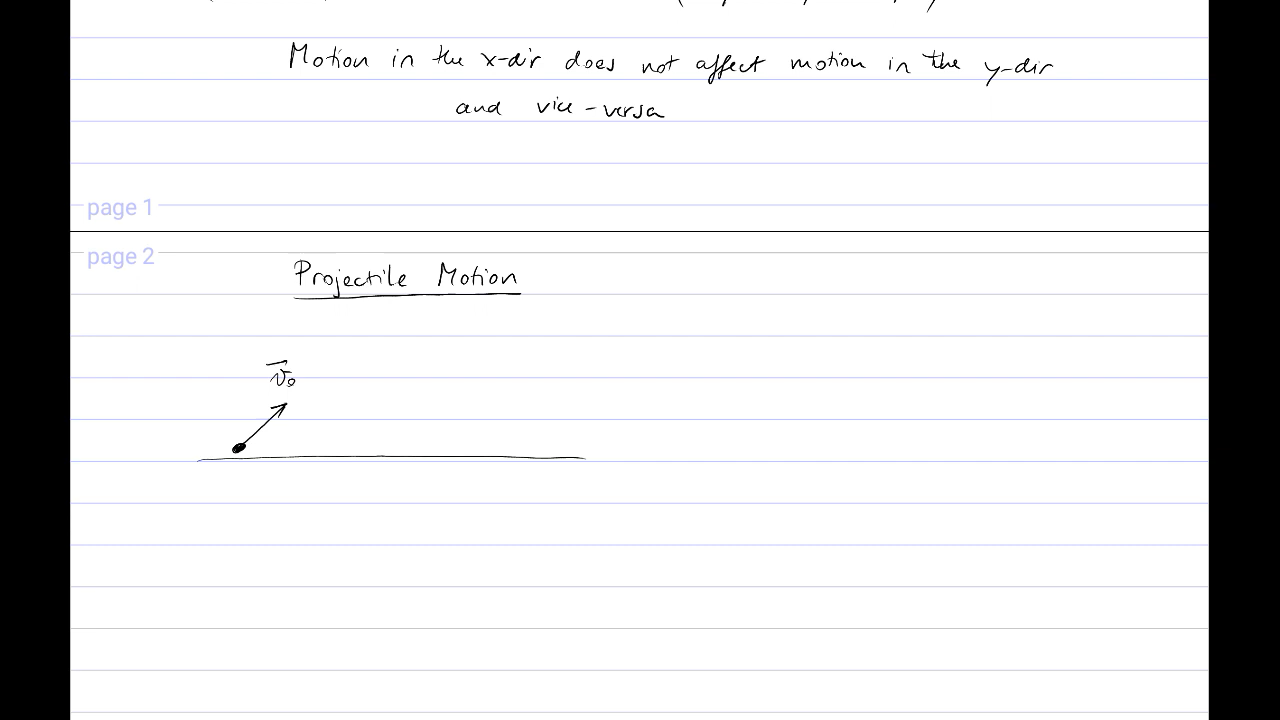 Motion in the x-dir does not affect motion in the y-dir
and vice-versa
page 1
page 2
Projectile Motion
v⃗₀